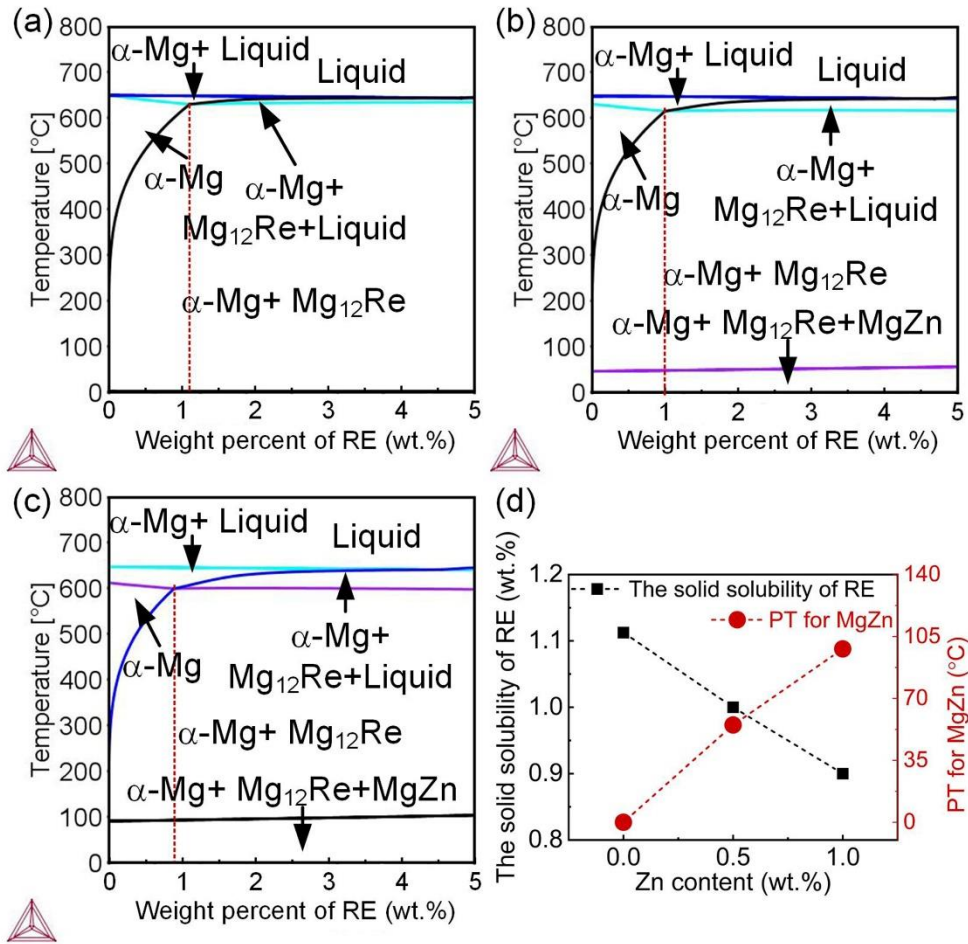 (a)
800
700
600
500
400
300
200
100
0
Temperature [°C]
α-Mg+ Liquid
Liquid
α-Mg
α-Mg+
Mg₁₂Re+Liquid
α-Mg+ Mg₁₂Re
0 1 2 3 4 5
Weight percent of RE (wt.%)
(b)
800
700
600
500
400
300
200
100
0
Temperature [°C]
α-Mg+ Liquid
Liquid
α-Mg
α-Mg+
Mg₁₂Re+Liquid
α-Mg+ Mg₁₂Re
α-Mg+ Mg₁₂Re+MgZn
0 1 2 3 4 5
Weight percent of RE (wt.%)
(c)
800
700
600
500
400
300
200
100
0
Temperature [°C]
α-Mg+ Liquid
Liquid
α-Mg
α-Mg+
Mg₁₂Re+Liquid
α-Mg+ Mg₁₂Re
α-Mg+ Mg₁₂Re+MgZn
0 1 2 3 4 5
Weight percent of RE (wt.%)
(d)
The solid solubility of RE (wt.%)
1.2
1.1
1.0
0.9
0.8
The solid solubility of RE
PT for MgZn
140
105
70
35
0
PT for MgZn (°C)
0.0 0.5 1.0
Zn content (wt.%)